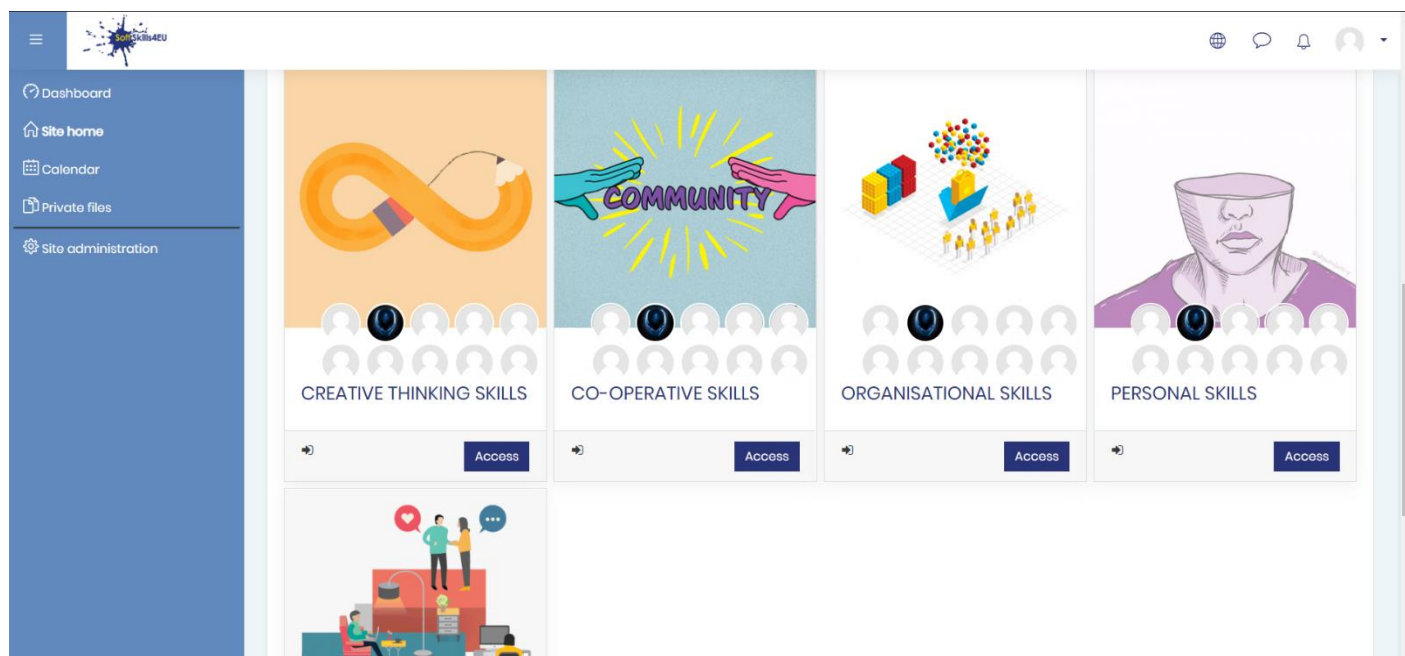 SoftSkills4EU
Dashboard
Site home
Calendar
Private files
Site administration
COMMUNITY
CREATIVE THINKING SKILLS
CO-OPERATIVE SKILLS
ORGANISATIONAL SKILLS
PERSONAL SKILLS
Access
Access
Access
Access